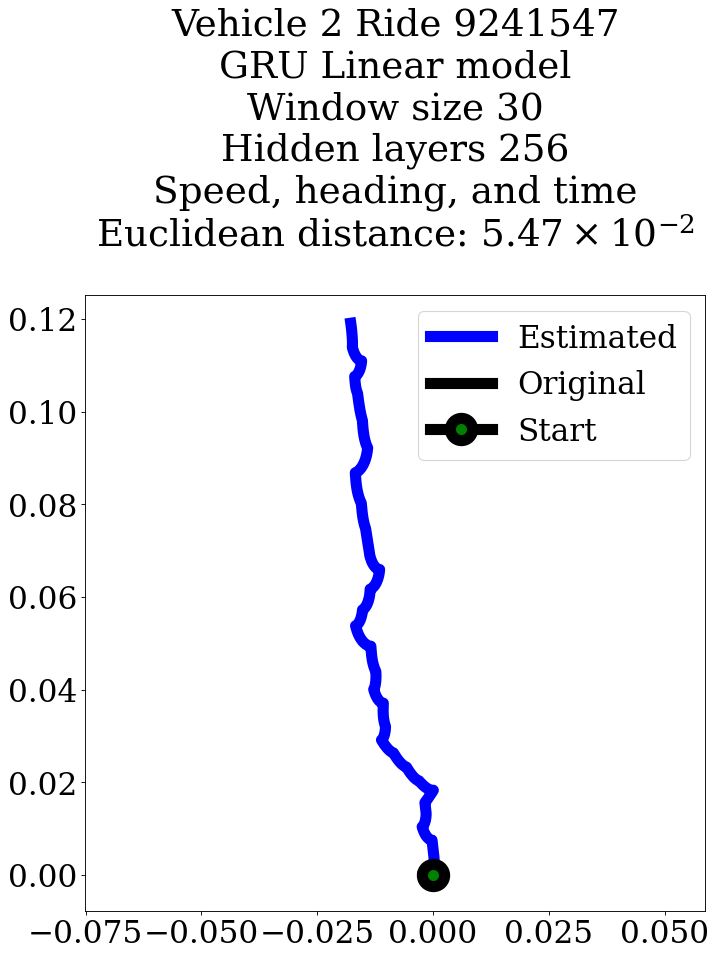 Vehicle 2 Ride 9241547
GRU Linear model
Window size 30
Hidden layers 256
Speed, heading, and time
Euclidean distance: 5.47 × 10⁻²
0.12
0.10
0.08
0.06
0.04
0.02
0.00
Estimated
Original
Start
−0.075 −0.050 −0.025 0.000 0.025 0.050